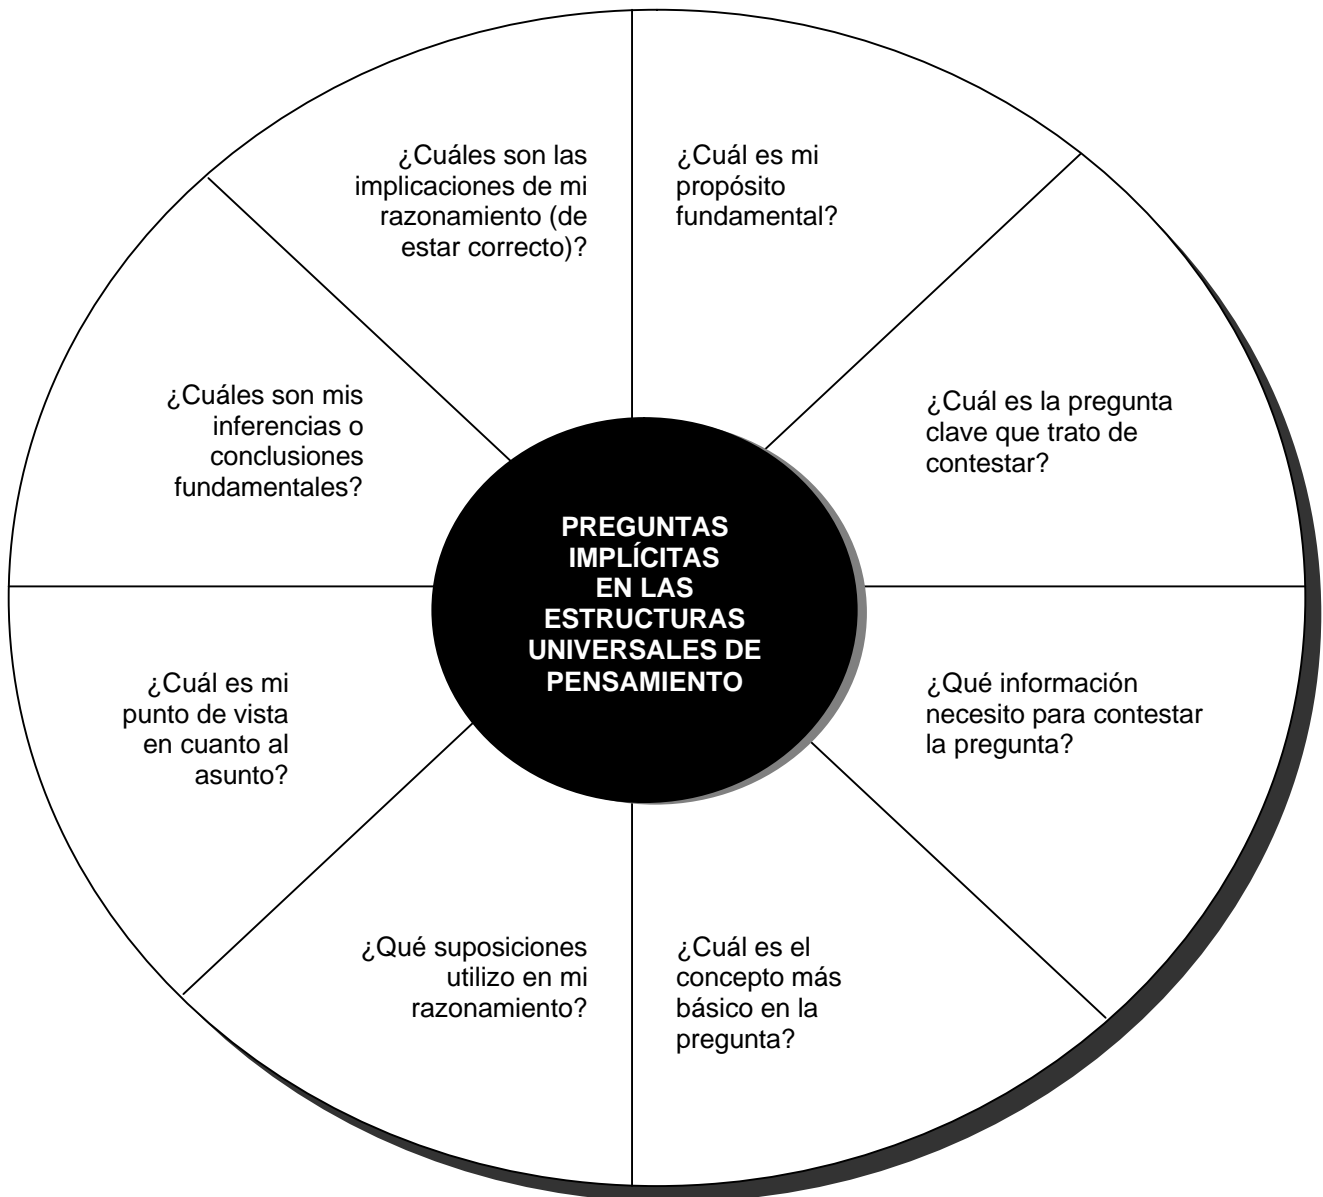 ¿Cuáles son las
implicaciones de mi
razonamiento (de
estar correcto)?
¿Cuál es mi
propósito
fundamental?
¿Cuáles son mis
inferencias o
conclusiones
fundamentales?
¿Cuál es la pregunta
clave que trato de
contestar?
PREGUNTAS
IMPLÍCITAS
EN LAS
ESTRUCTURAS
UNIVERSALES DE
PENSAMIENTO
¿Cuál es mi
punto de vista
en cuanto al
asunto?
¿Qué información
necesito para contestar
la pregunta?
¿Qué suposiciones
utilizo en mi
razonamiento?
¿Cuál es el
concepto más
básico en la
pregunta?